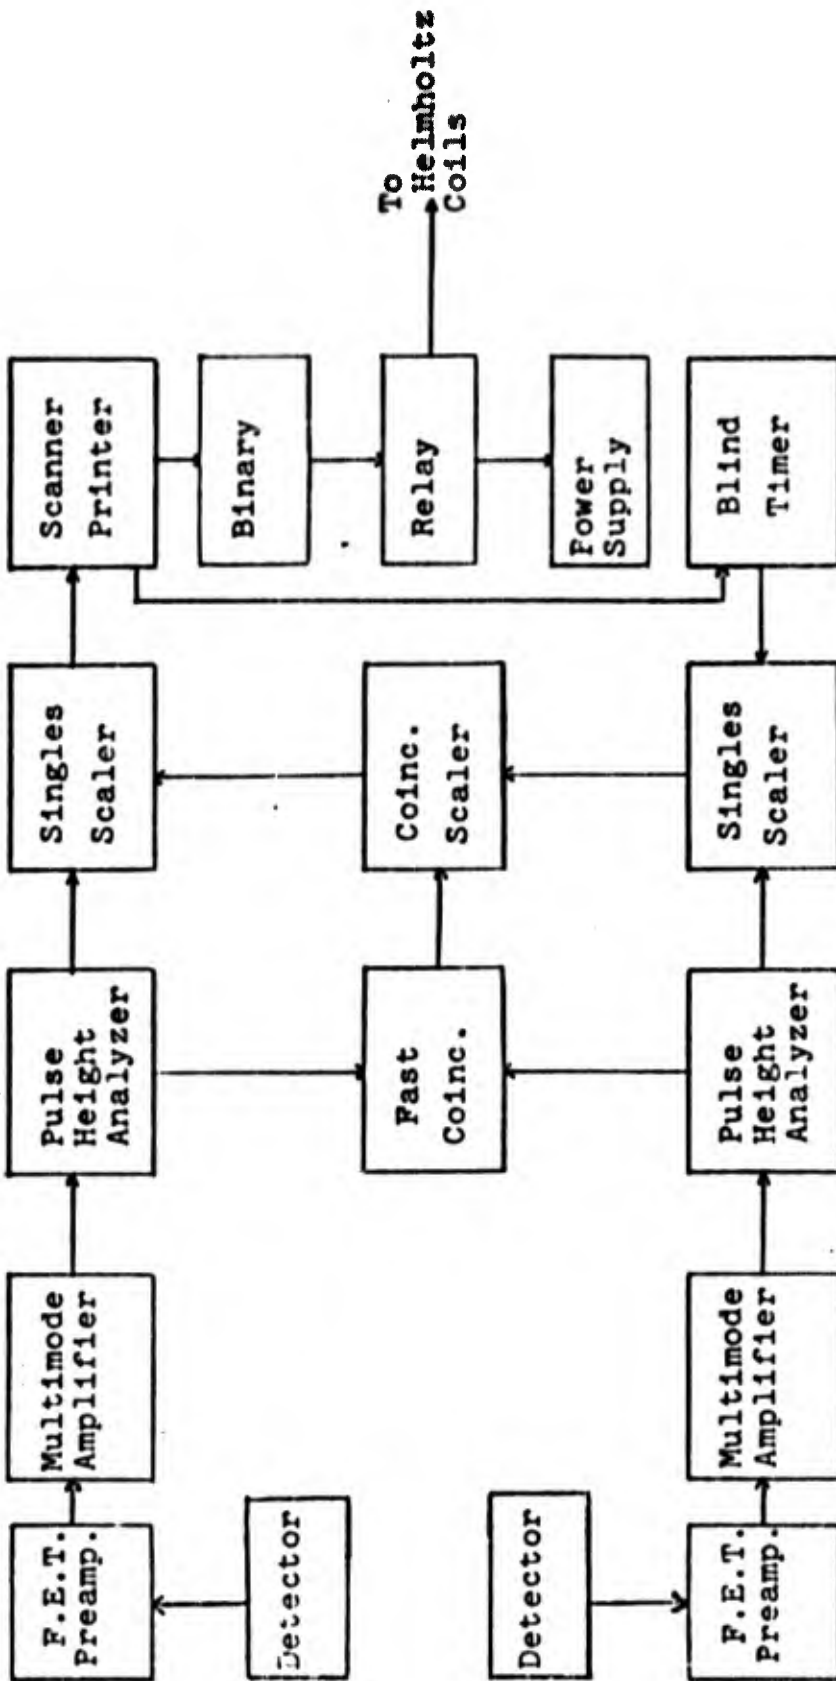 F.E.T.
Preamp.
Multimode
Amplifier
Pulse
Height
Analyzer
Singles
Scaler
Scanner
Printer
Detector
Binary
Fast
Coinc.
Coinc.
Scaler
Relay
To
Helmholtz
Coils
Detector
Power
Supply
F.E.T.
Preamp.
Multimode
Amplifier
Pulse
Height
Analyzer
Singles
Scaler
Blind
Timer